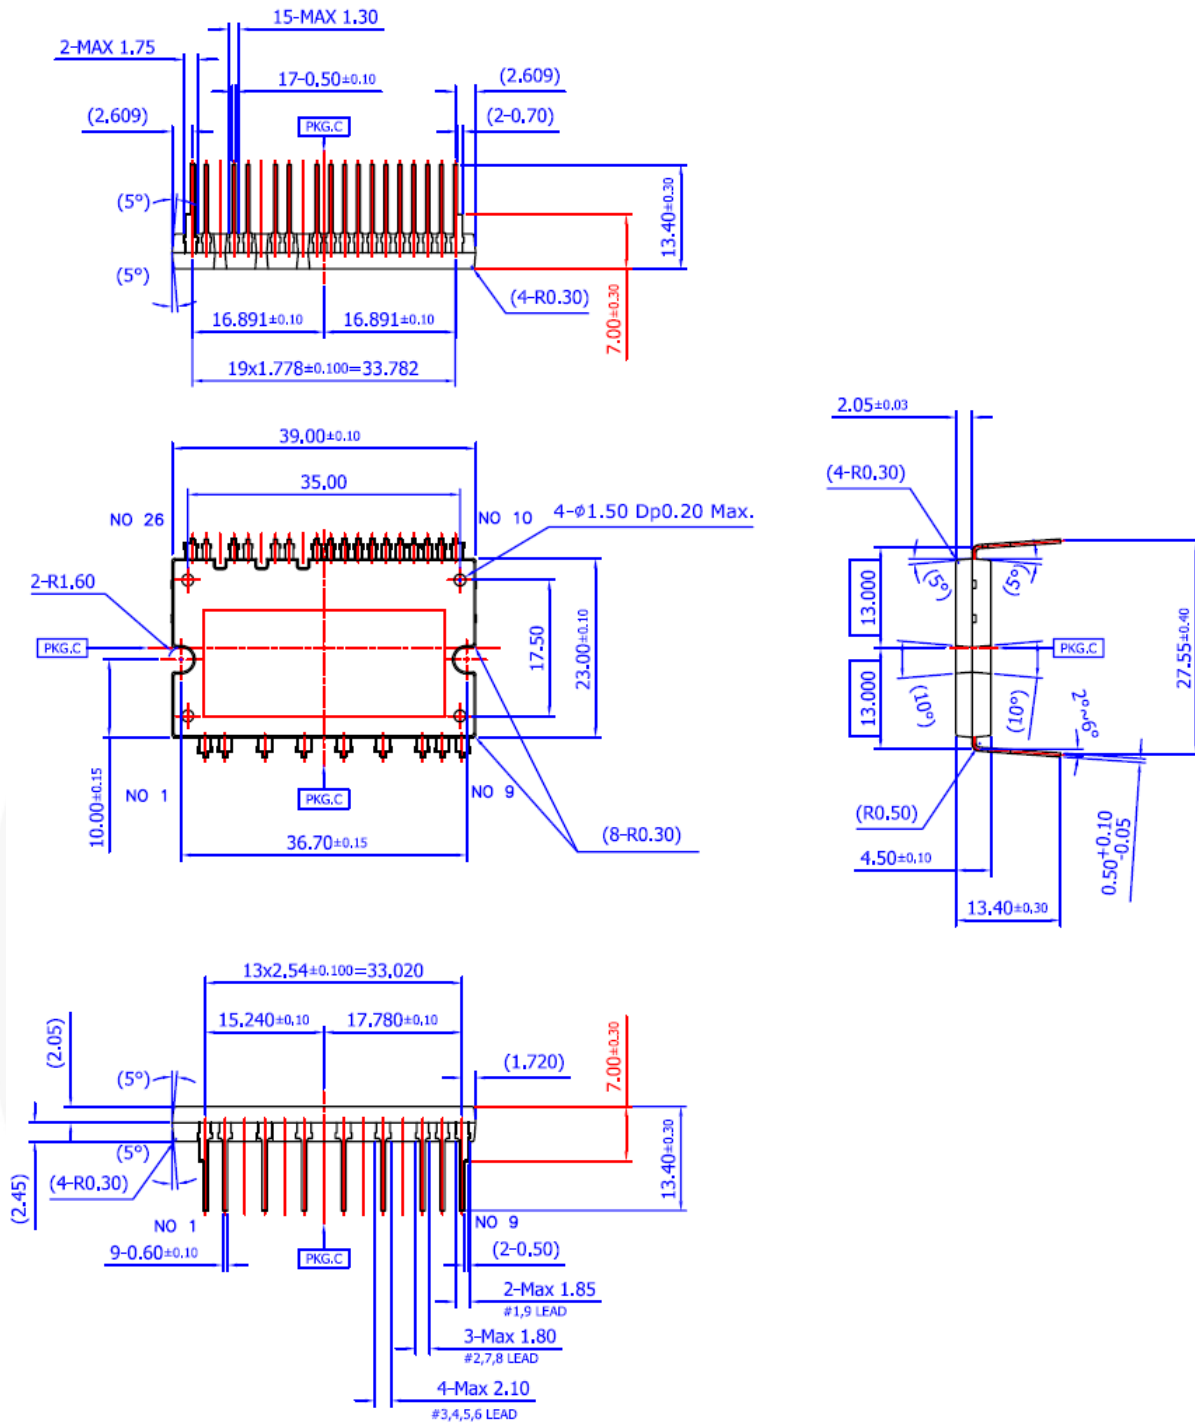 15-MAX 1.30
2-MAX 1.75
17-0.50±0.10
(2.609)
(2.609)
(2-0.70)
PKG.C
(5°)
13.40±0.30
(5°)
(4-R0.30)
7.00±0.30
16.891±0.10
16.891±0.10
19x1.778±0.100=33.782
39.00±0.10
35.00
NO 26
NO 10
4-φ1.50 Dp0.20 Max.
2-R1.60
PKG.C
17.50
23.00±0.10
10.00±0.15
NO 1
NO 9
PKG.C
36.70±0.15
(8-R0.30)
2.05±0.03
(4-R0.30)
13.000
(5°)
(5°)
PKG.C
27.55±0.40
13.000
(10°)
(10°)
2°~6°
(R0.50)
4.50±0.10
0.50+0.10
-0.05
13.40±0.30
13x2.54±0.100=33.020
15.240±0.10
17.780±0.10
(2.05)
(5°)
(1.720)
7.00±0.30
(5°)
13.40±0.30
(4-R0.30)
(2.45)
NO 1
NO 9
9-0.60±0.10
PKG.C
(2-0.50)
2-Max 1.85
#1,9 LEAD
3-Max 1.80
#2,7,8 LEAD
4-Max 2.10
#3,4,5,6 LEAD